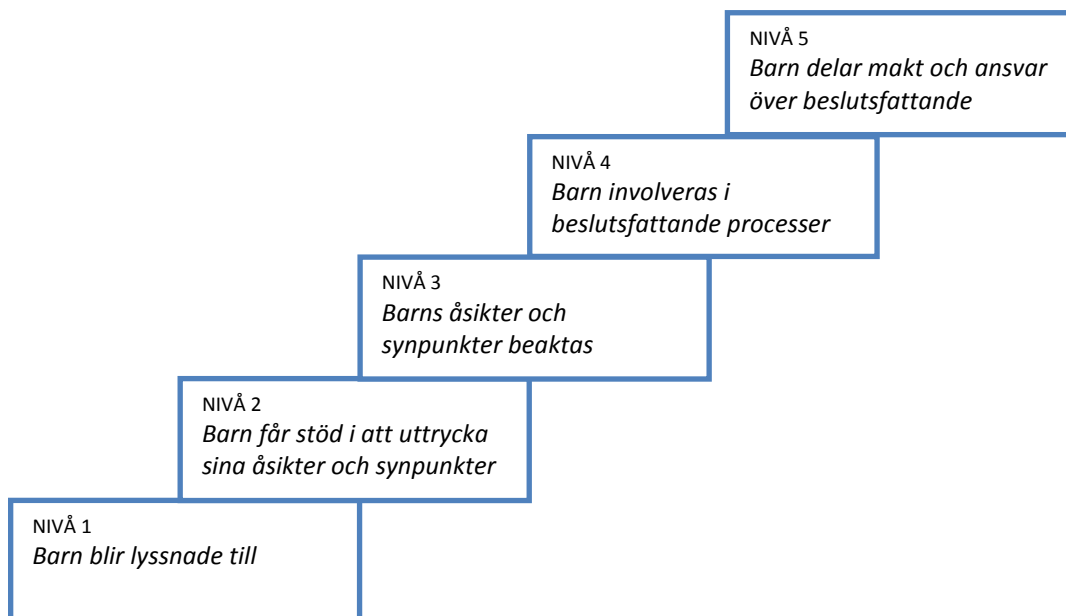 NIVÅ 5
Barn delar makt och ansvar
över beslutsfattande
NIVÅ 4
Barn involveras i
beslutsfattande processer
NIVÅ 3
Barns åsikter och
synpunkter beaktas
NIVÅ 2
Barn får stöd i att uttrycka
sina åsikter och synpunkter
NIVÅ 1
Barn blir lyssnade till